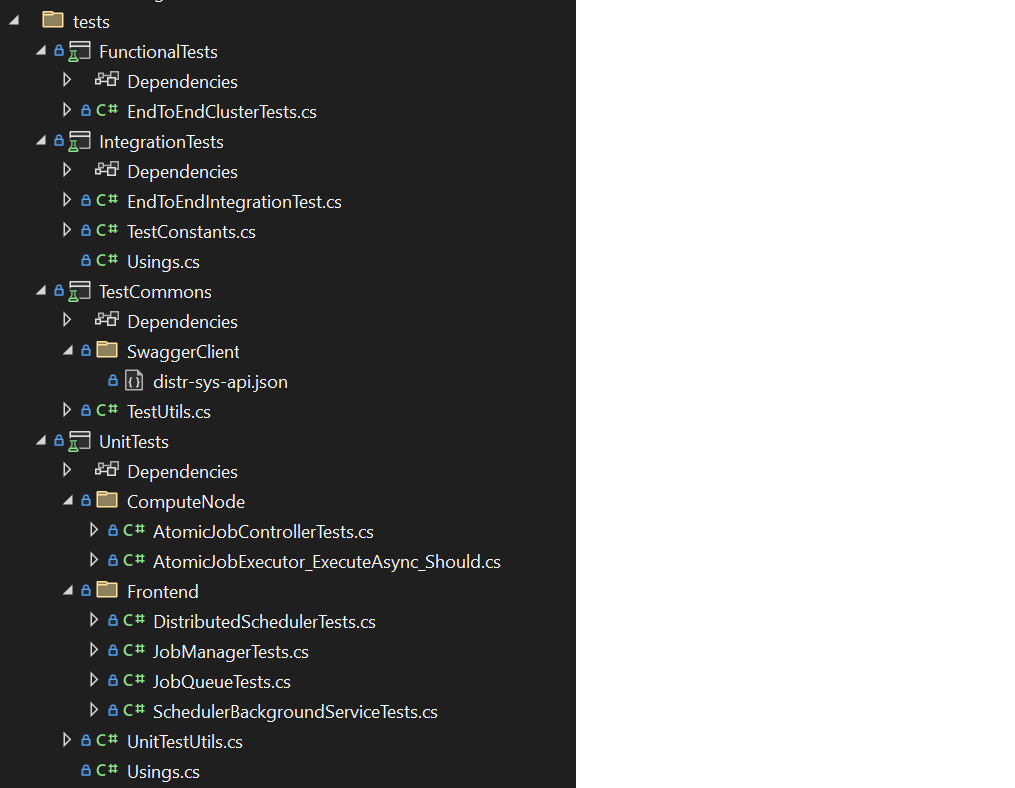 tests
FunctionalTests
Dependencies
C# EndToEndClusterTests.cs
IntegrationTests
Dependencies
C# EndToEndIntegrationTest.cs
C# TestConstants.cs
C# Usings.cs
TestCommons
Dependencies
SwaggerClient
distr-sys-api.json
C# TestUtils.cs
UnitTests
Dependencies
ComputeNode
C# AtomicJobControllerTests.cs
C# AtomicJobExecutor_ExecuteAsync_Should.cs
Frontend
C# DistributedSchedulerTests.cs
C# JobManagerTests.cs
C# JobQueueTests.cs
C# SchedulerBackgroundServiceTests.cs
C# UnitTestUtils.cs
C# Usings.cs